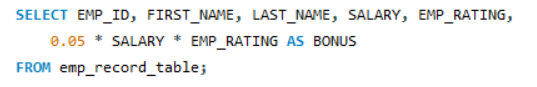 SELECT EMP_ID, FIRST_NAME, LAST_NAME, SALARY, EMP_RATING,
0.05 * SALARY * EMP_RATING AS BONUS
FROM emp_record_table;